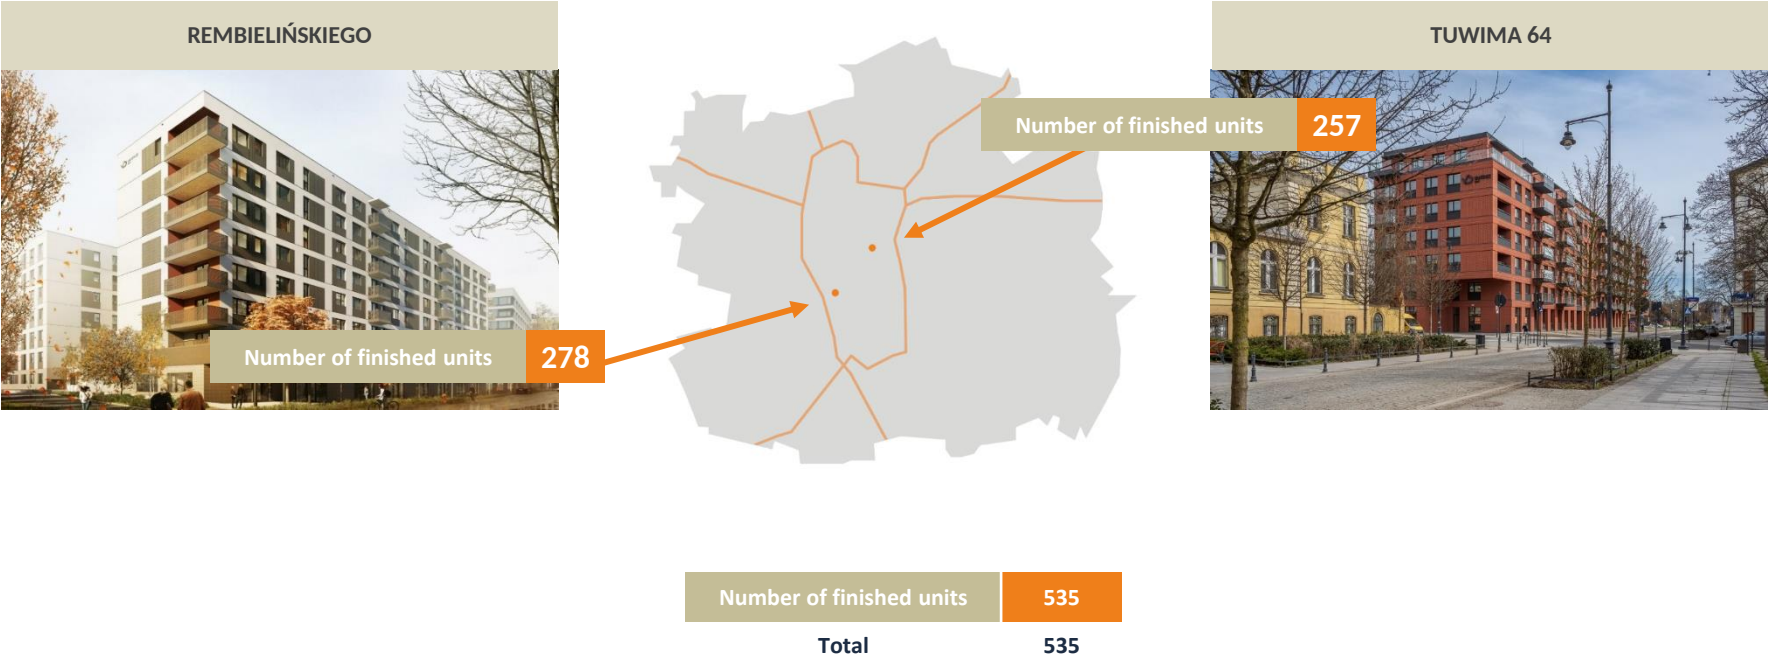 REMBIELIŃSKIEGO
TUWIMA 64
Number of finished units 257
Number of finished units 278
Number of finished units 535
Total 535